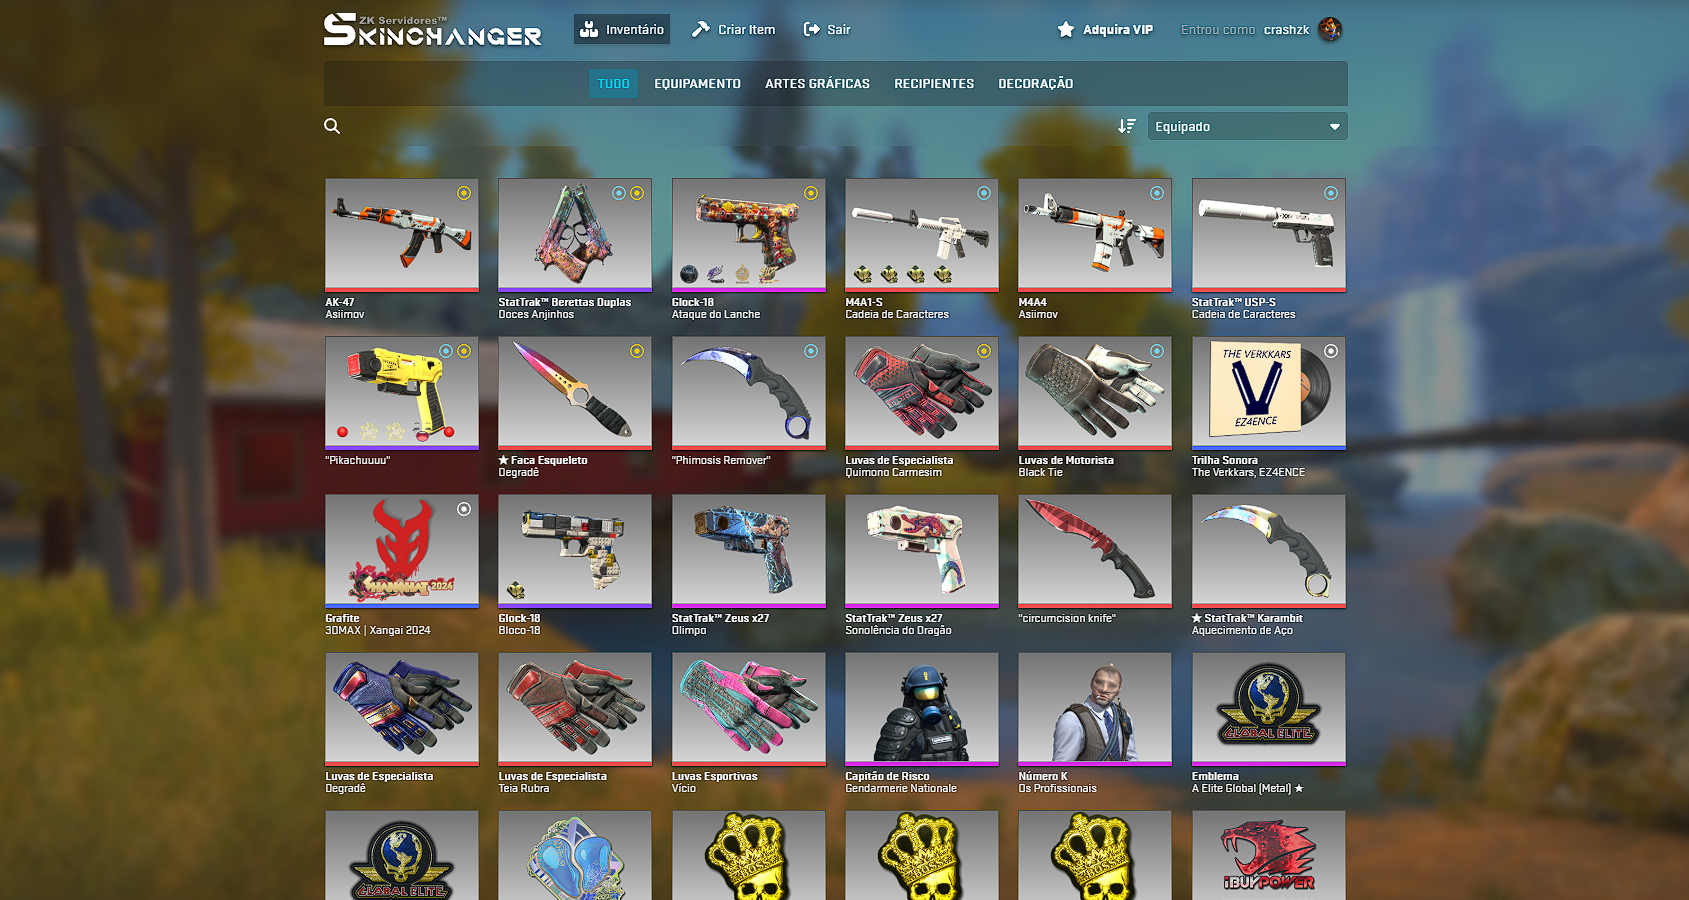 ZK Servidores™
SKINCHANGER
Inventário
Criar Item
Sair
Adquira VIP
Entrou como crashzk
TUDO
EQUIPAMENTO
ARTES GRÁFICAS
RECIPIENTES
DECORAÇÃO
Equipado
AK-47
Asiimov
StatTrak™ Berettas Duplas
Doces Anjinhos
Glock-18
Ataque do Lanche
M4A1-S
Cadeia de Caracteres
M4A4
Asiimov
StatTrak™ USP-S
Cadeia de Caracteres
THE VERKKARS
EZ4ENCE
"Pikachuuuu"
★ Faca Esqueleto
Degradê
"Phimosis Remover"
Luvas de Especialista
Quimono Carmesim
Luvas de Motorista
Black Tie
Trilha Sonora
The Verkkars, EZ4ENCE
SHANGHAI 2024
Grafite
3DMAX | Xangai 2024
Glock-18
Bloco-18
StatTrak™ Zeus x27
Olimpo
StatTrak™ Zeus x27
Sonolência do Dragão
"circumcision knife"
★ StatTrak™ Karambit
Aquecimento de Aço
GLOBAL ELITE
Luvas de Especialista
Degradê
Luvas de Especialista
Teia Rubra
Luvas Esportivas
Vício
Capitão de Risco
Gendarmerie Nationale
Número K
Os Profissionais
Emblema
A Elite Global (Metal) ★
GLOBAL ELITE
BOSS
BOSS
BOSS
iBUYPOWER